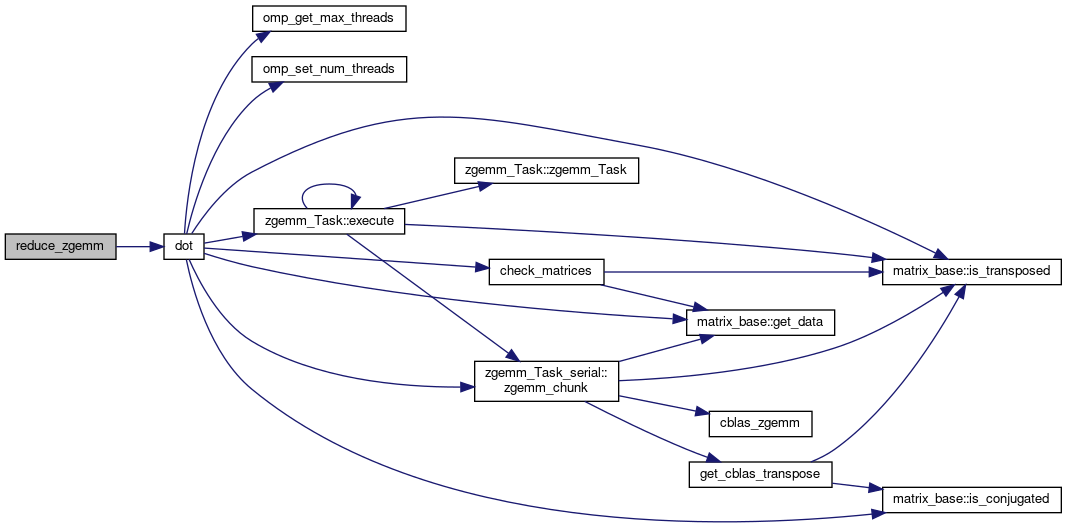 omp_get_max_threads
omp_set_num_threads
zgemm_Task::zgemm_Task
zgemm_Task::execute
reduce_zgemm
dot
check_matrices
matrix_base::is_transposed
matrix_base::get_data
zgemm_Task_serial::
zgemm_chunk
cblas_zgemm
get_cblas_transpose
matrix_base::is_conjugated